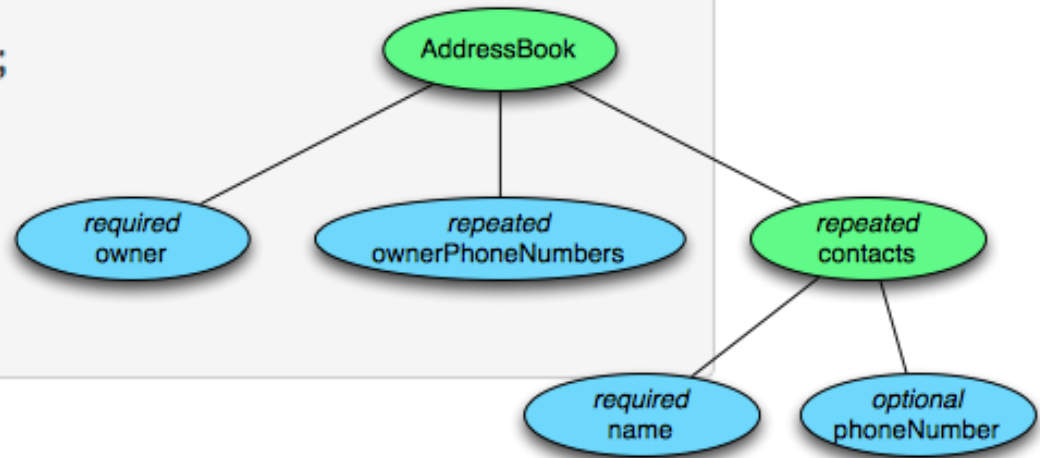 ;
AddressBook
required
owner
repeated
ownerPhoneNumbers
repeated
contacts
required
name
optional
phoneNumber